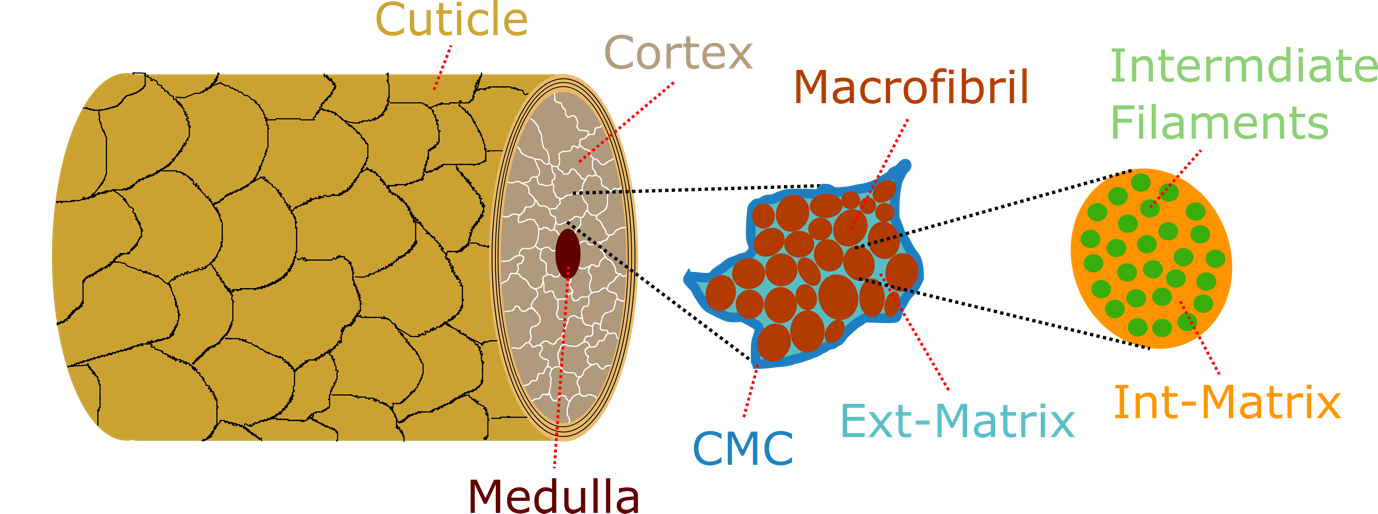 Cuticle
Cortex
Macrofibril
Intermdiate
Filaments
Int-Matrix
Ext-Matrix
CMC
Medulla